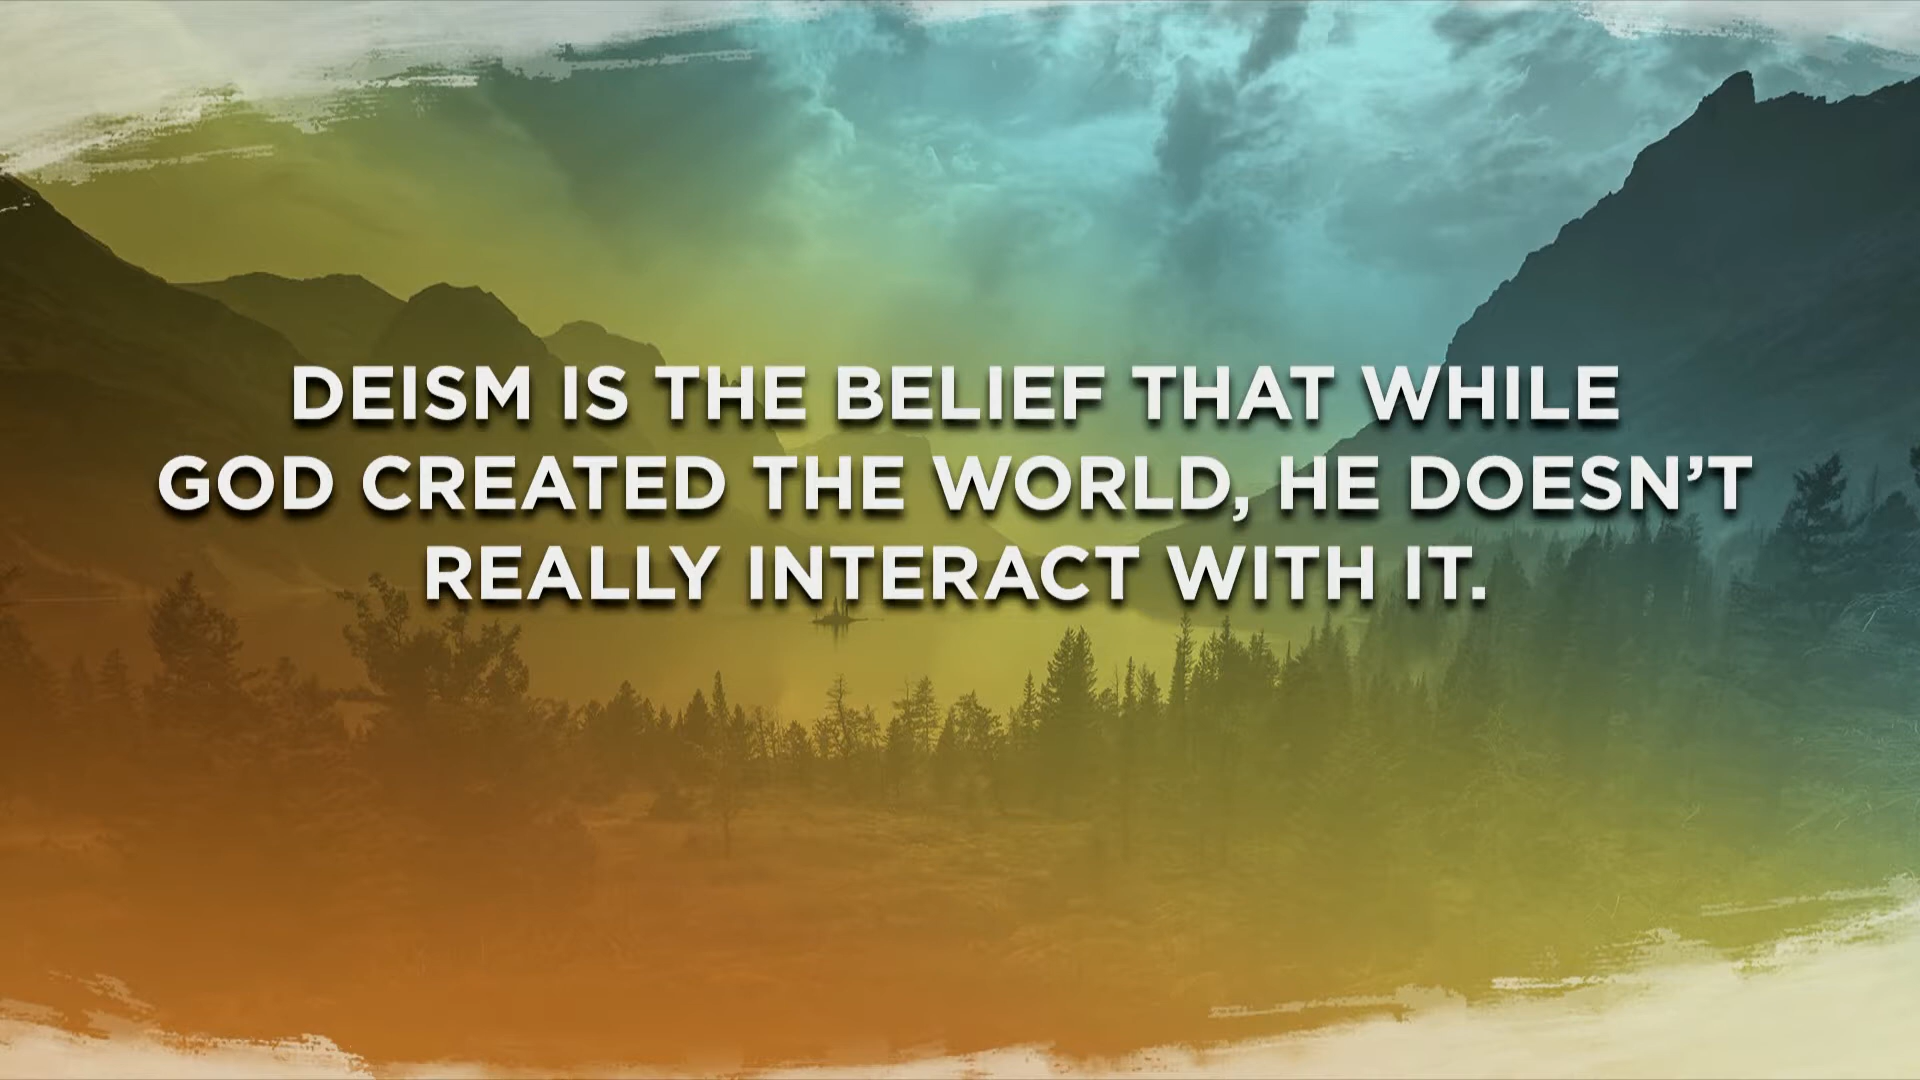 DEISM IS THE BELIEF THAT WHILE
GOD CREATED THE WORLD, HE DOESN’T
REALLY INTERACT WITH IT.